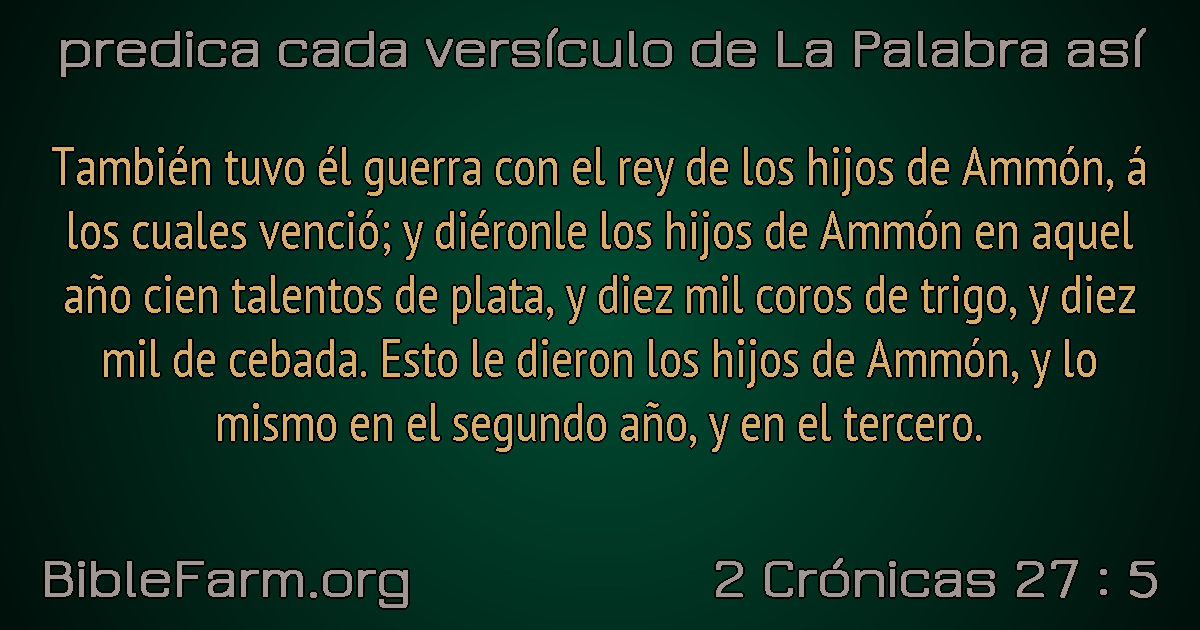 predica cada versículo de La Palabra así
También tuvo él guerra con el rey de los hijos de Ammón, á
los cuales venció; y diéronle los hijos de Ammón en aquel
año cien talentos de plata, y diez mil coros de trigo, y diez
mil de cebada. Esto le dieron los hijos de Ammón, y lo
mismo en el segundo año, y en el tercero.
BibleFarm.org
2 Crónicas 27 : 5